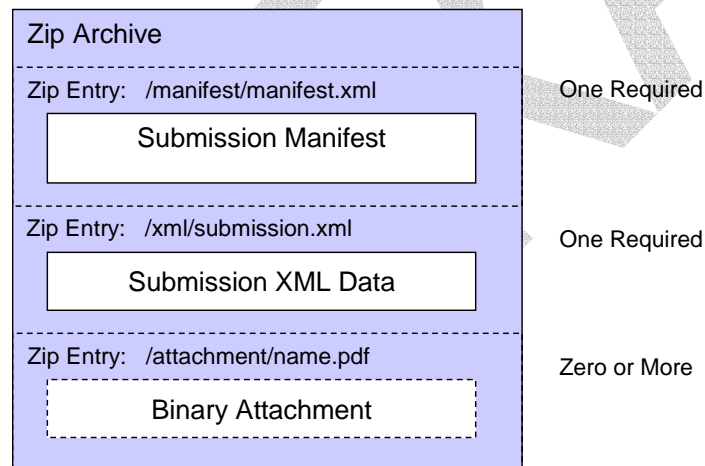 Zip Archive
Zip Entry: /manifest/manifest.xml
One Required
Submission Manifest
Zip Entry: /xml/submission.xml
One Required
Submission XML Data
Zip Entry: /attachment/name.pdf
Zero or More
Binary Attachment